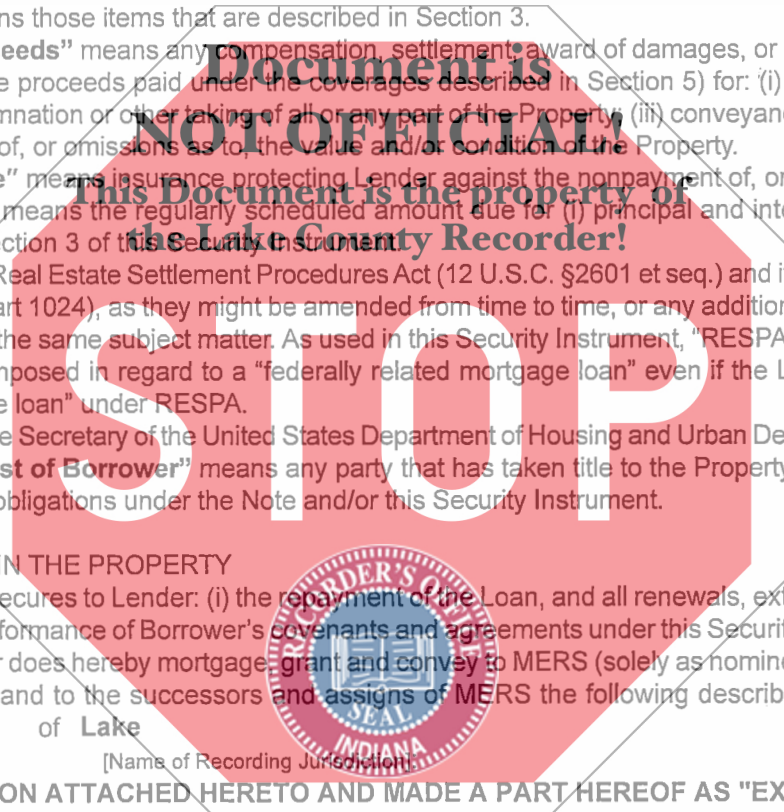 ns those items that are described in Section 3.
eeds” means any compensation, settlement, award of damages, or
e proceeds paid under the coverages described in Section 5) for: (i)
mnation or other taking of all or any part of the Property; (iii) conveyanc
of, or omissions as to, the value and/or condition of the Property.
e” means insurance protecting Lender against the nonpayment of, or
means the regularly scheduled amount due for (i) principal and inte
ction 3 of this Security Instrument.
Real Estate Settlement Procedures Act (12 U.S.C. §2601 et seq.) and i
art 1024), as they might be amended from time to time, or any addition
the same subject matter. As used in this Security Instrument, "RESPA
mposed in regard to a “federally related mortgage loan” even if the L
e loan” under RESPA.
e Secretary of the United States Department of Housing and Urban De
st of Borrower” means any party that has taken title to the Property
obligations under the Note and/or this Security Instrument.
IN THE PROPERTY
ecures to Lender: (i) the repayment of the Loan, and all renewals, ext
formance of Borrower's covenants and agreements under this Securit
r does hereby mortgage, grant and convey to MERS (solely as nomine
and to the successors and assigns of MERS the following describ
of Lake
[Name of Recording Jurisdiction]:
ON ATTACHED HERETO AND MADE A PART HEREOF AS "EX
Document is
NOT OFFICIAL!
This Document is the property of
the Lake County Recorder!
STOP
RECORDER'S OFFICE
SEAL
INDIANA